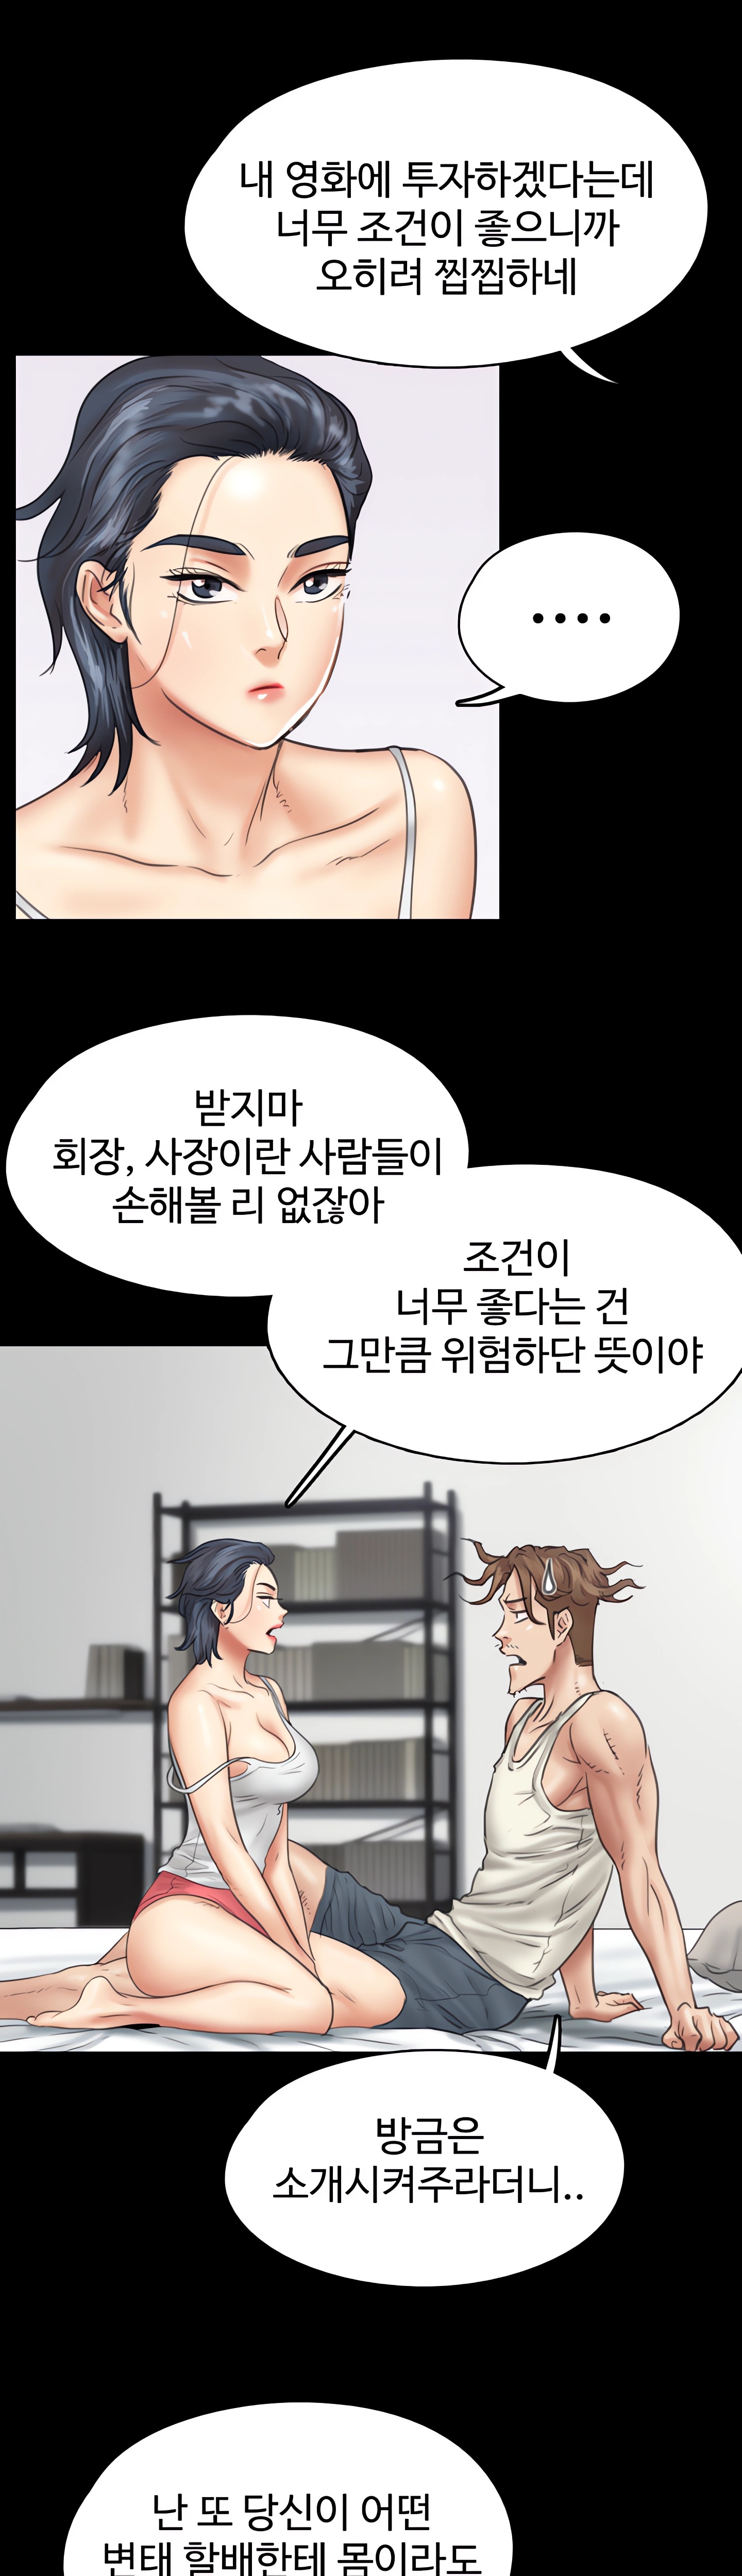 내 영화에 투자하겠다는데
너무 조건이 좋으니까
오히려 찝찝하네
....
받지마
회장, 사장이란 사람들이
손해볼 리 없잖아
조건이
너무 좋다는 건
그만큼 위험하단 뜻이야
방금은
소개시켜주라더니..
난 또 당신이 어떤
변태 할배한테 몸이라도